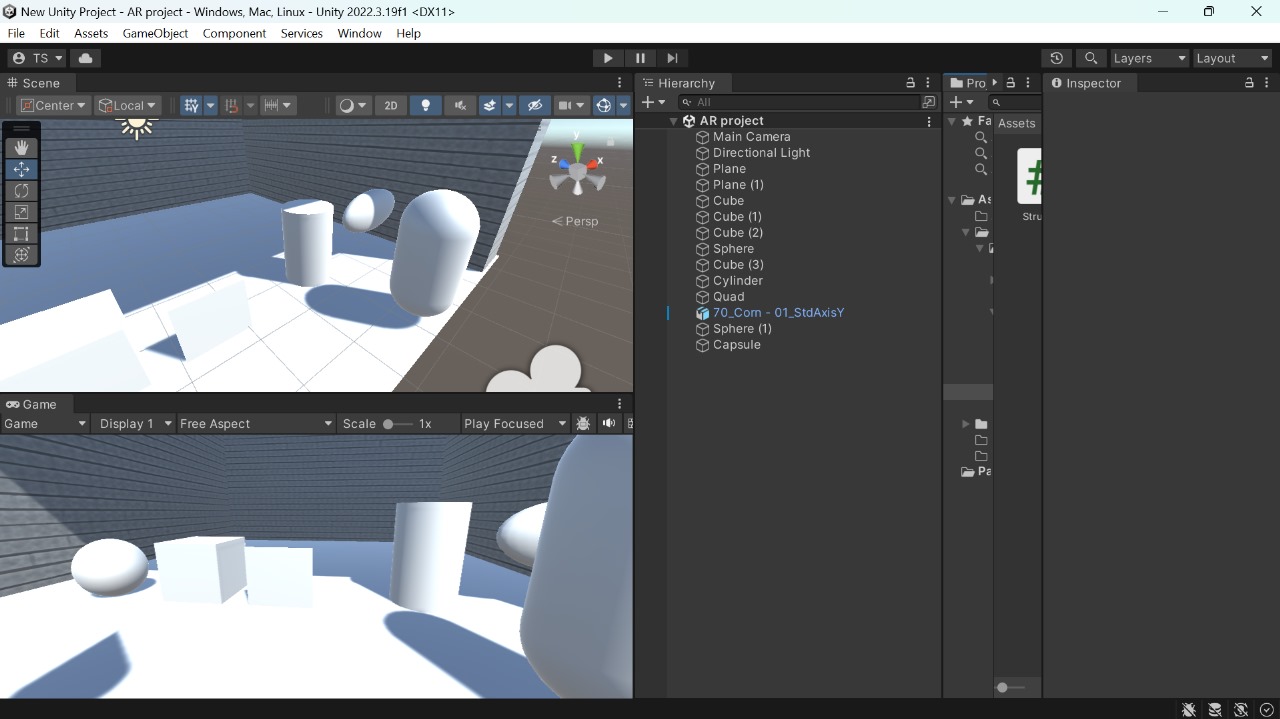 New Unity Project - AR project - Windows, Mac, Linux - Unity 2022.3.19f1 <DX11>
File Edit Assets GameObject Component Services Window Help
TS Layers Layout
Scene
Center Local 2D
y
z x
Persp
Game
Game Display 1 Free Aspect Scale 1x Play Focused
Hierarchy
All
AR project
Main Camera
Directional Light
Plane
Plane (1)
Cube
Cube (1)
Cube (2)
Sphere
Cube (3)
Cylinder
Quad
70_Corn - 01_StdAxisY
Sphere (1)
Capsule
Pro
Fa
As
Pa
Assets
#
Stru
Inspector